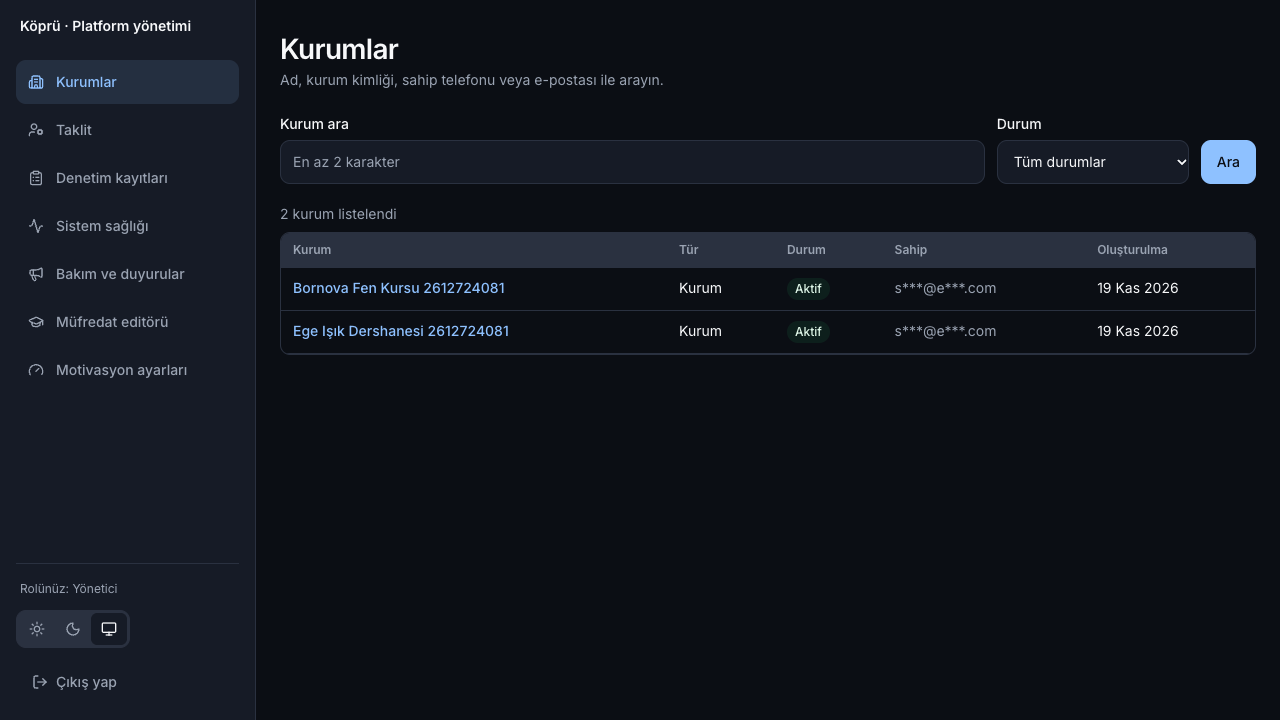 Köprü · Platform yönetimi
Kurumlar
Taklit
Denetim kayıtları
Sistem sağlığı
Bakım ve duyurular
Müfredat editörü
Motivasyon ayarları
Rolünüz: Yönetici
Çıkış yap
Kurumlar
Ad, kurum kimliği, sahip telefonu veya e-postası ile arayın.
Kurum ara
Durum
En az 2 karakter
Tüm durumlar
Ara
2 kurum listelendi
Kurum Tür Durum Sahip Oluşturulma
Bornova Fen Kursu 2612724081 Kurum Aktif s***@e***.com 19 Kas 2026
Ege Işık Dershanesi 2612724081 Kurum Aktif s***@e***.com 19 Kas 2026